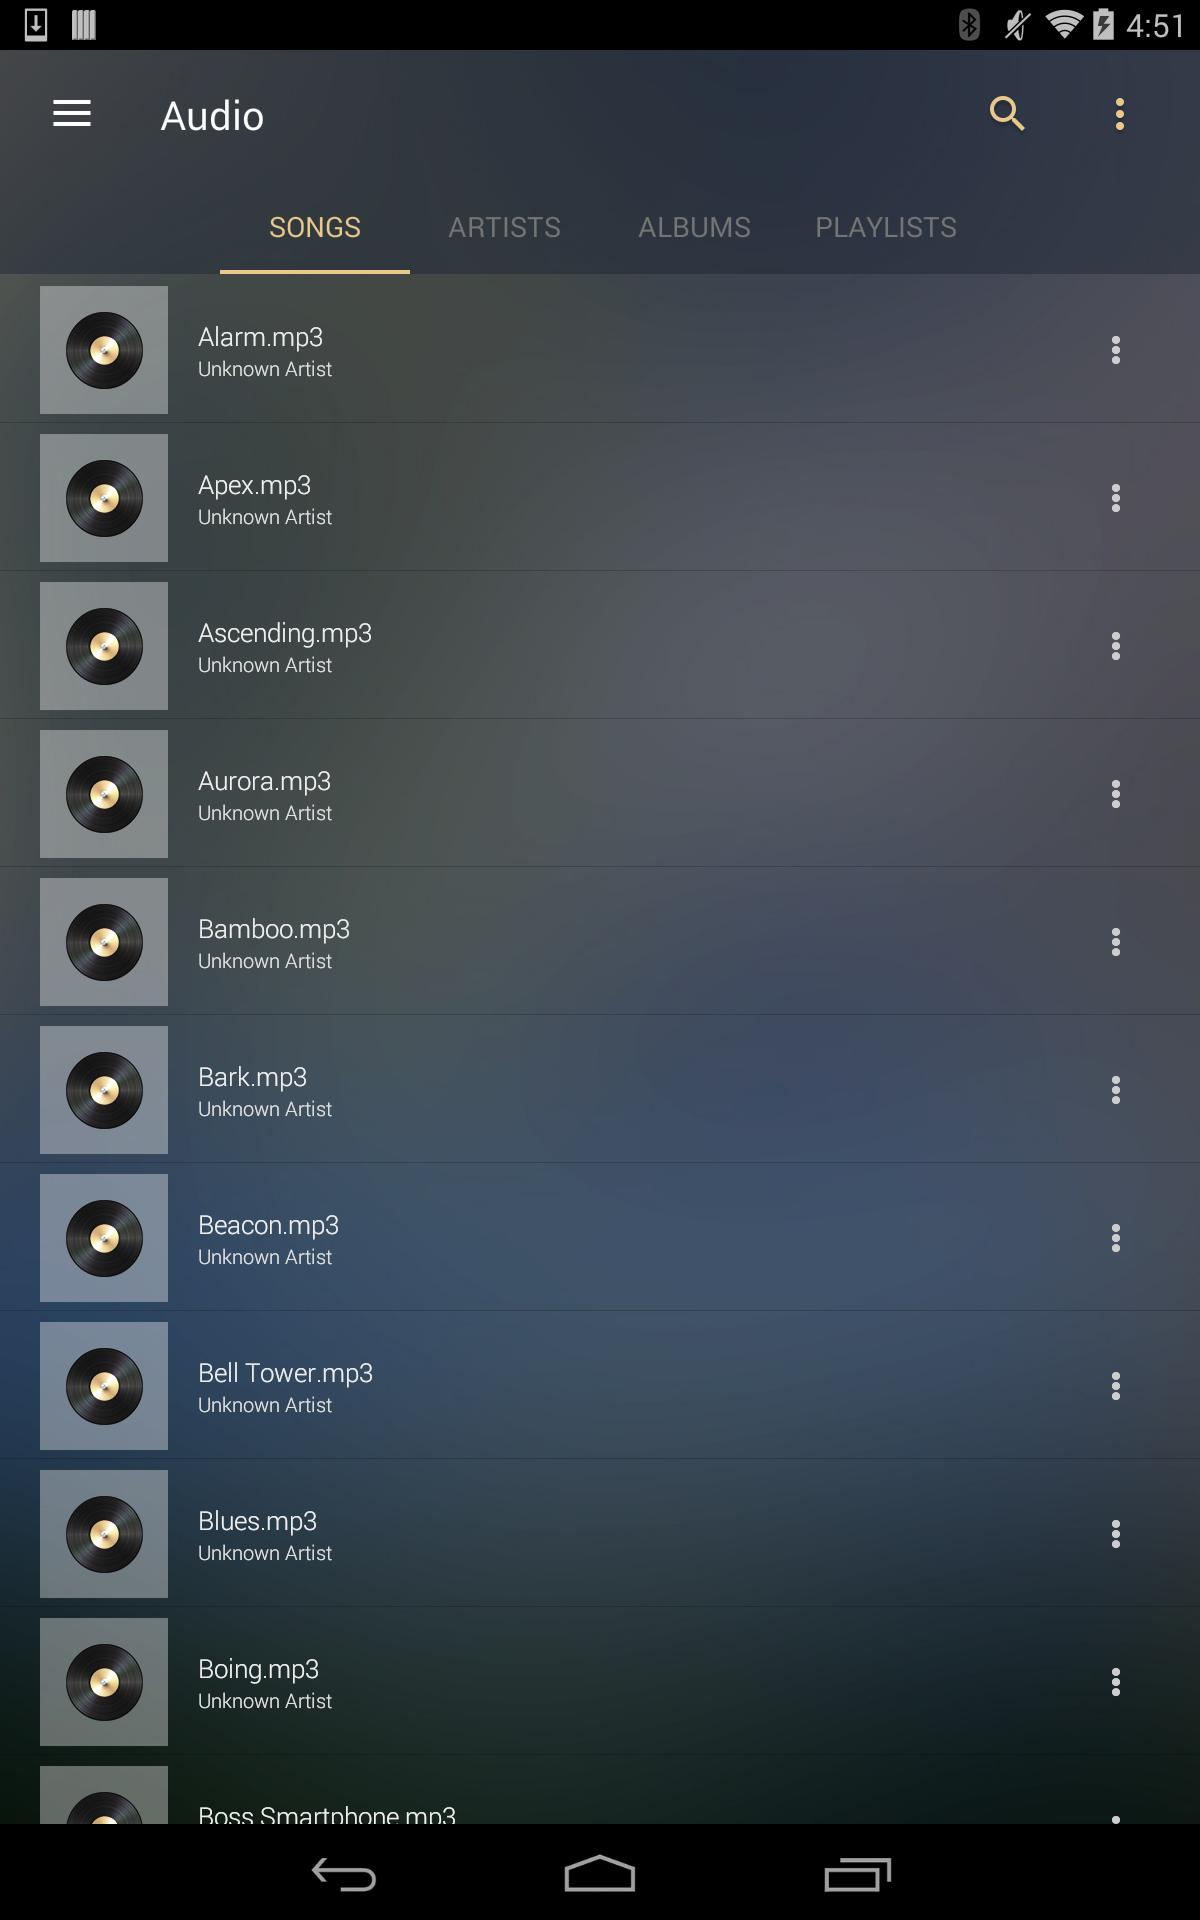 4:51
Audio
SONGS ARTISTS ALBUMS PLAYLISTS
Alarm.mp3
Unknown Artist
Apex.mp3
Unknown Artist
Ascending.mp3
Unknown Artist
Aurora.mp3
Unknown Artist
Bamboo.mp3
Unknown Artist
Bark.mp3
Unknown Artist
Beacon.mp3
Unknown Artist
Bell Tower.mp3
Unknown Artist
Blues.mp3
Unknown Artist
Boing.mp3
Unknown Artist
Boss Smartphone.mp3